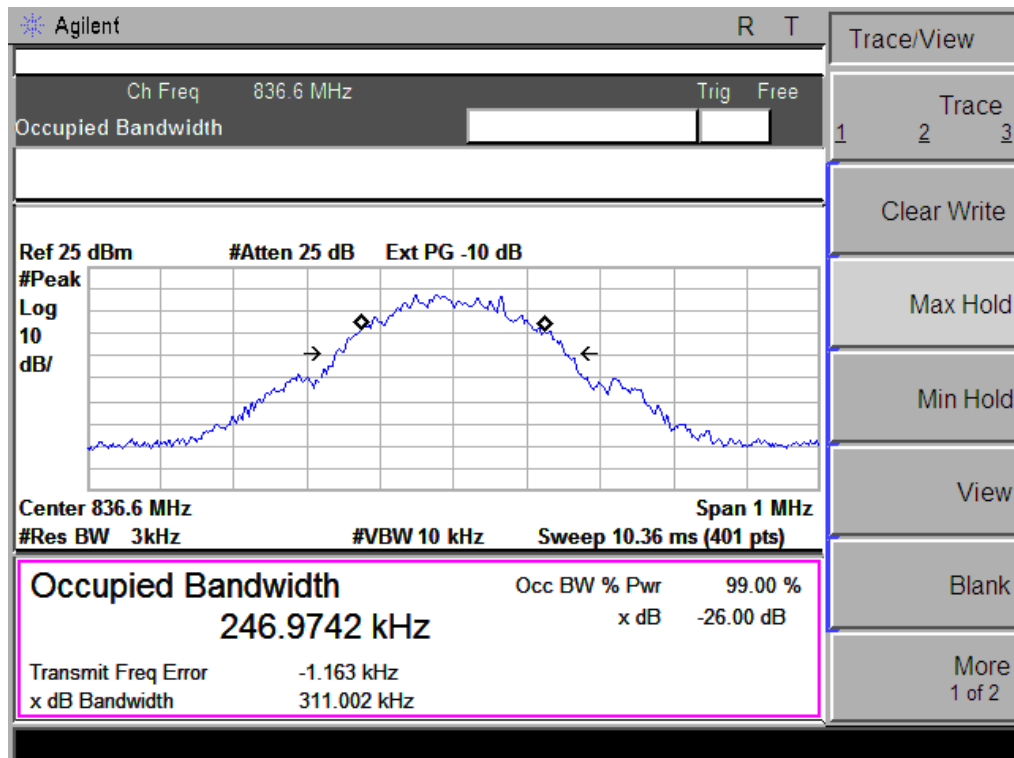 Agilent R T Trace/View
Ch Freq 836.6 MHz Trig Free
Occupied Bandwidth
Trace
1 2 3
Clear Write
Ref 25 dBm #Atten 25 dB Ext PG -10 dB
#Peak
Log
10
dB/
Max Hold
Min Hold
Center 836.6 MHz Span 1 MHz
#Res BW 3kHz #VBW 10 kHz Sweep 10.36 ms (401 pts)
View
Occupied Bandwidth Occ BW % Pwr 99.00 %
246.9742 kHz x dB -26.00 dB
Blank
Transmit Freq Error -1.163 kHz
x dB Bandwidth 311.002 kHz
More
1 of 2